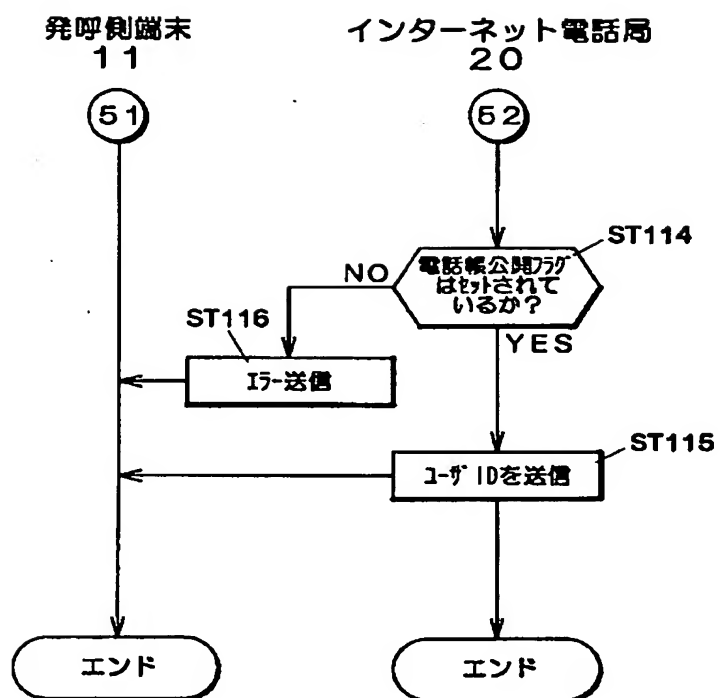 発呼側端末
11
インターネット電話局
20
51
52
ST114
電話帳公開フラグ
はセットされて
いるか？
NO
YES
ST116
エラー送信
ST115
ユーザIDを送信
エンド
エンド